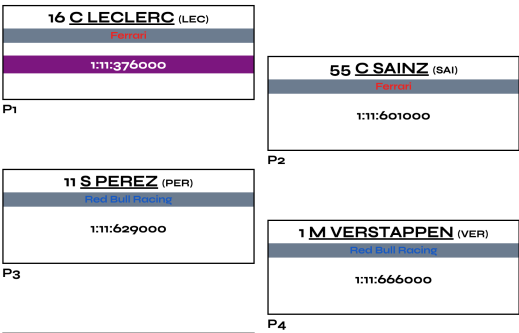 16 C LECLERC (LEC)
Ferrari
1:11:376000
P1
55 C SAINZ (SAI)
Ferrari
1:11:601000
P2
11 S PEREZ (PER)
Red Bull Racing
1:11:629000
P3
1 M VERSTAPPEN (VER)
Red Bull Racing
1:11:666000
P4